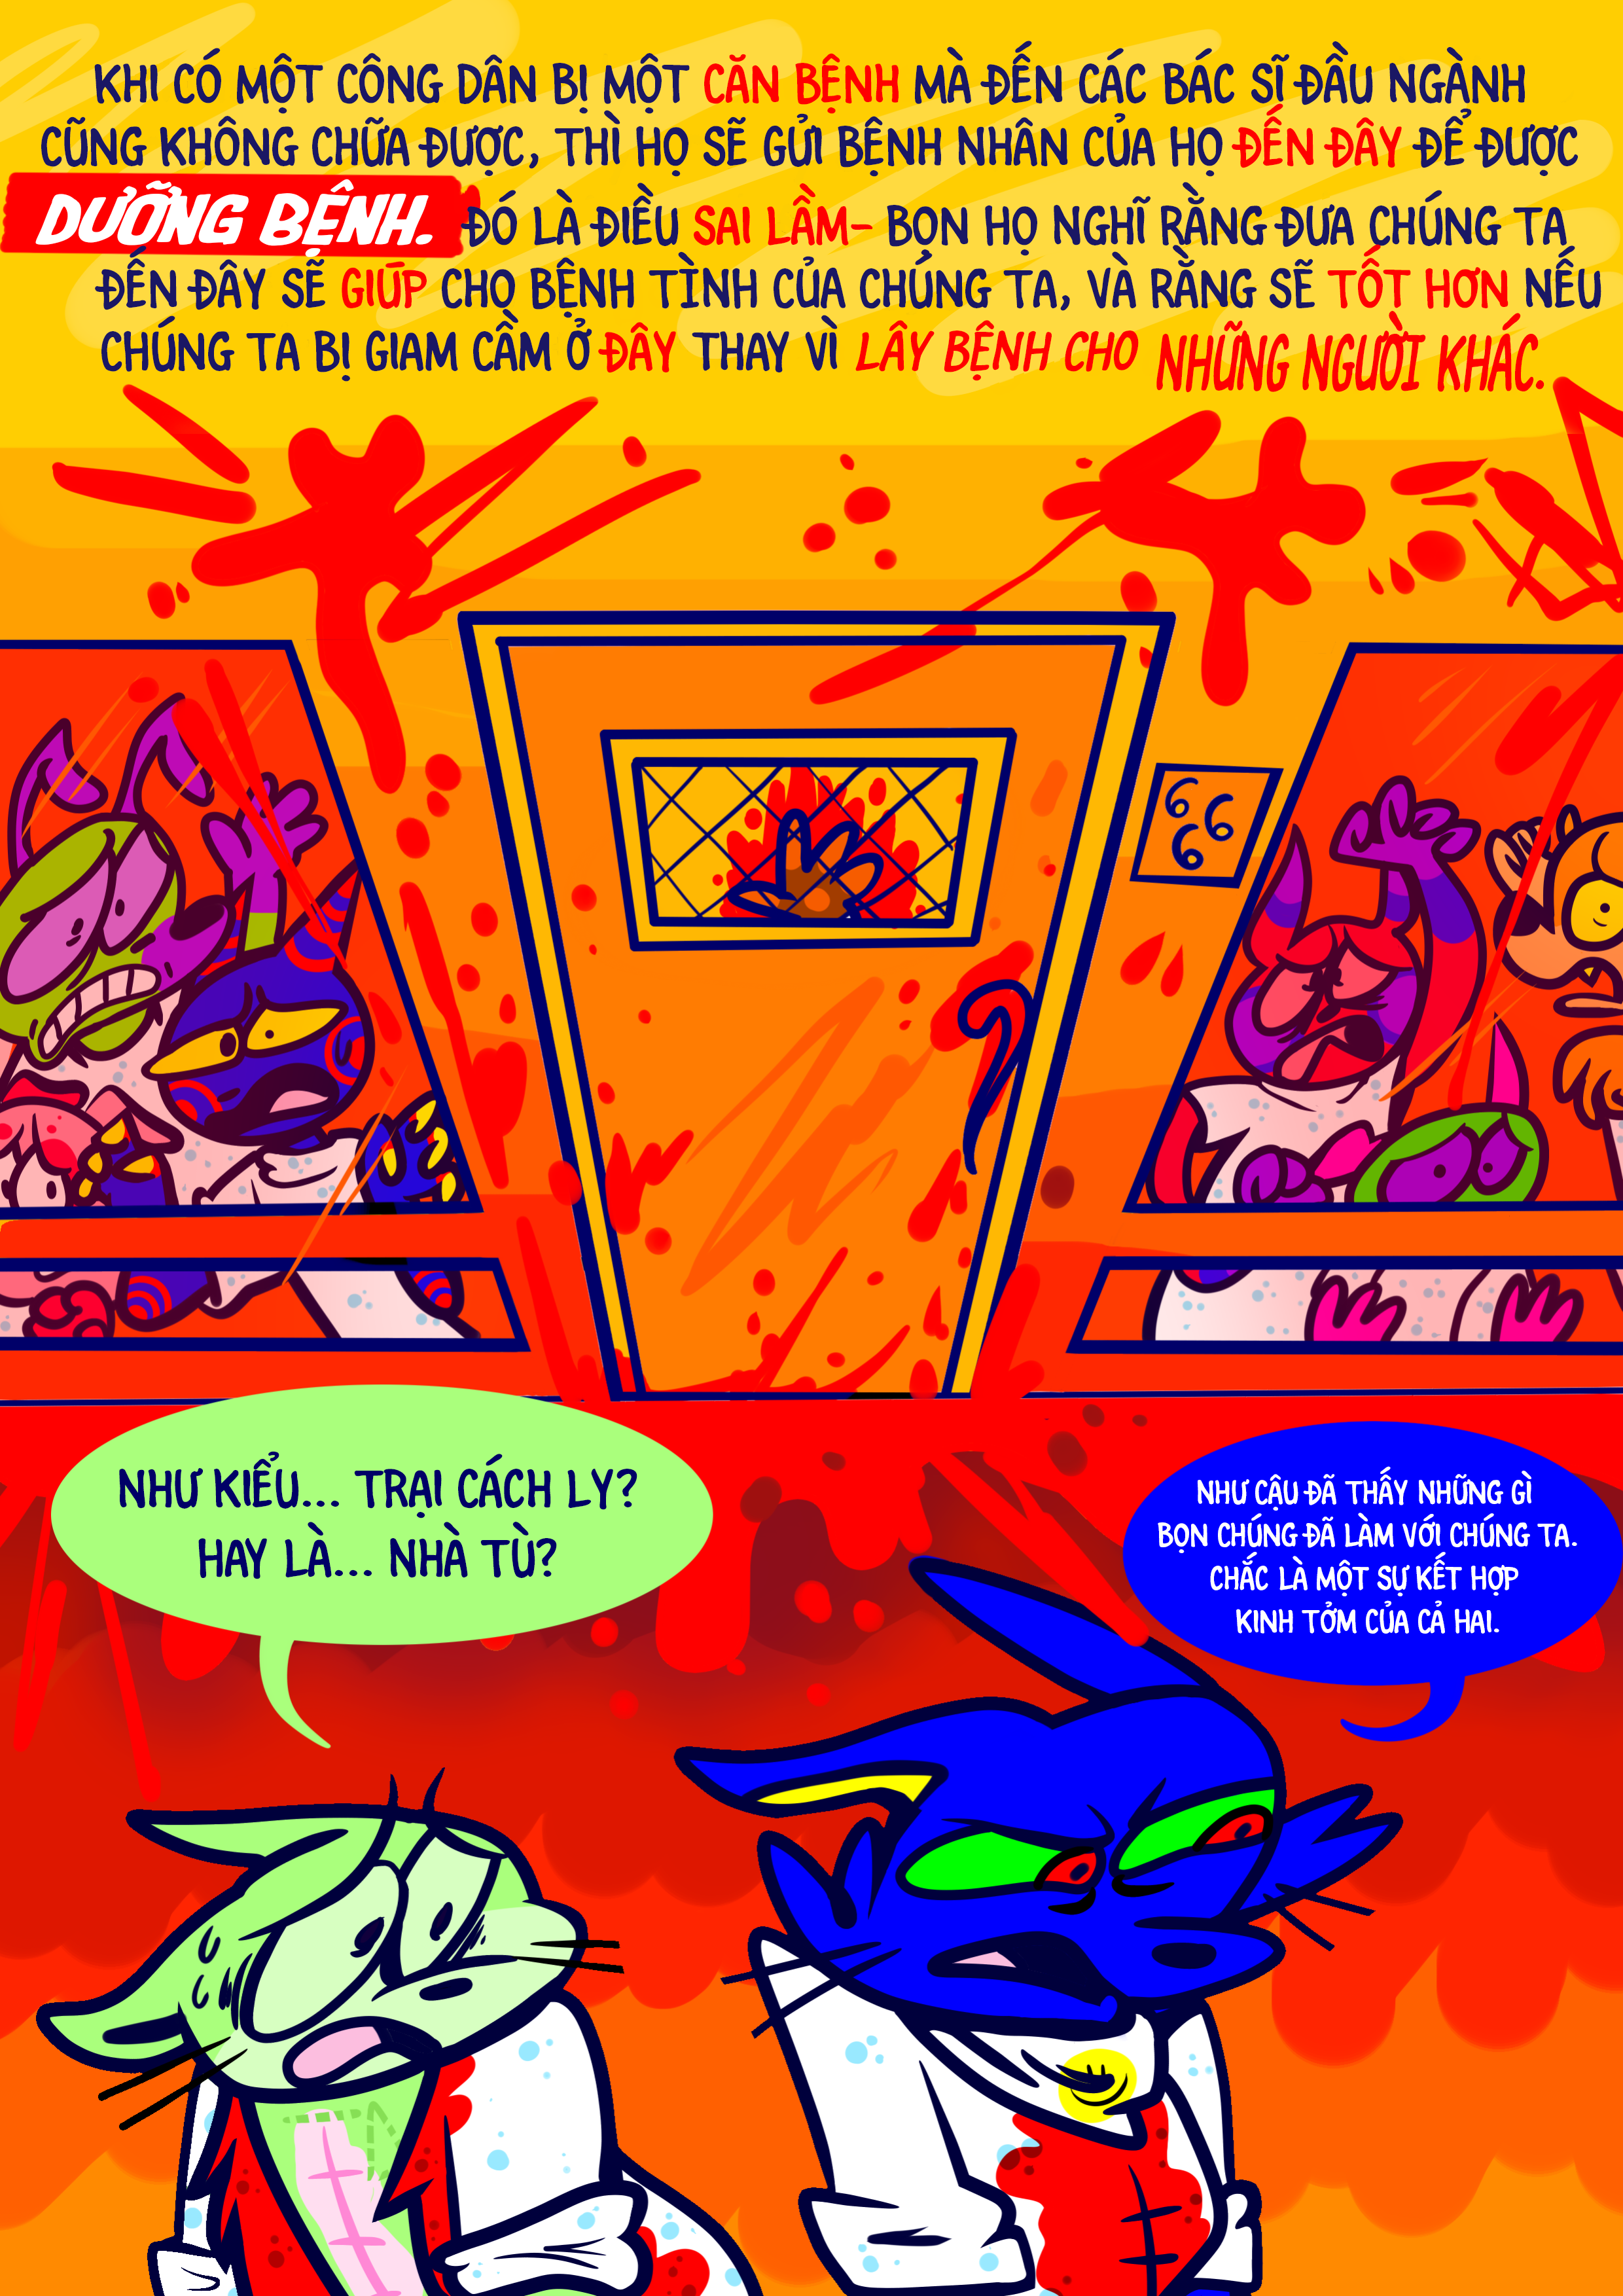 KHI CÓ MỘT CÔNG DÂN BỊ MỘT CĂN BỆNH MÀ ĐẾN CÁC BÁC SĨ ĐẦU NGÀNH
CŨNG KHÔNG CHỮA ĐƯỢC, THÌ HỌ SẼ GỬI BỆNH NHÂN CỦA HỌ ĐẾN ĐÂY ĐỂ ĐƯỢC
DƯỠNG BỆNH. ĐÓ LÀ ĐIỀU SAI LẦM- BỌN HỌ NGHĨ RẰNG ĐƯA CHÚNG TA
ĐẾN ĐÂY SẼ GIÚP CHO BỆNH TÌNH CỦA CHÚNG TA, VÀ RẰNG SẼ TỐT HƠN NẾU
CHÚNG TA BỊ GIAM CẦM Ở ĐÂY THAY VÌ LÂY BỆNH CHO NHỮNG NGƯỜI KHÁC.
6
6
6
NHƯ KIỂU... TRẠI CÁCH LY?
HAY LÀ... NHÀ TÙ?
NHƯ CẬU ĐÃ THẤY NHỮNG GÌ
BỌN CHÚNG ĐÃ LÀM VỚI CHÚNG TA.
CHẮC LÀ MỘT SỰ KẾT HỢP
KINH TỞM CỦA CẢ HAI.